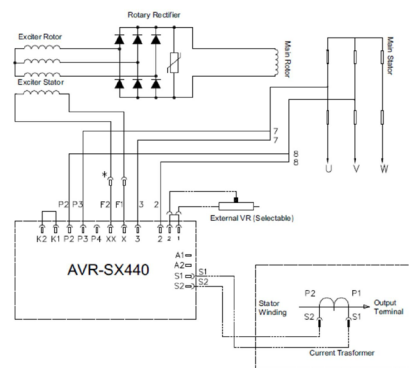 Rotary Rectifier
Exciter Rotor
Exciter Stator
Main Rotor
Main Stator
7
7
8
8
U V W
* P2 P3 F2 F1 3 2
External VR (Selectable)
K2 K1 P2 P3 P4 XX X 3 2 2 1
A1
A2
S1 S1
S2 S2
AVR-SX440
P2 P1
Stator
Winding
Output
Terminal
S2 S1
Current Trasformer